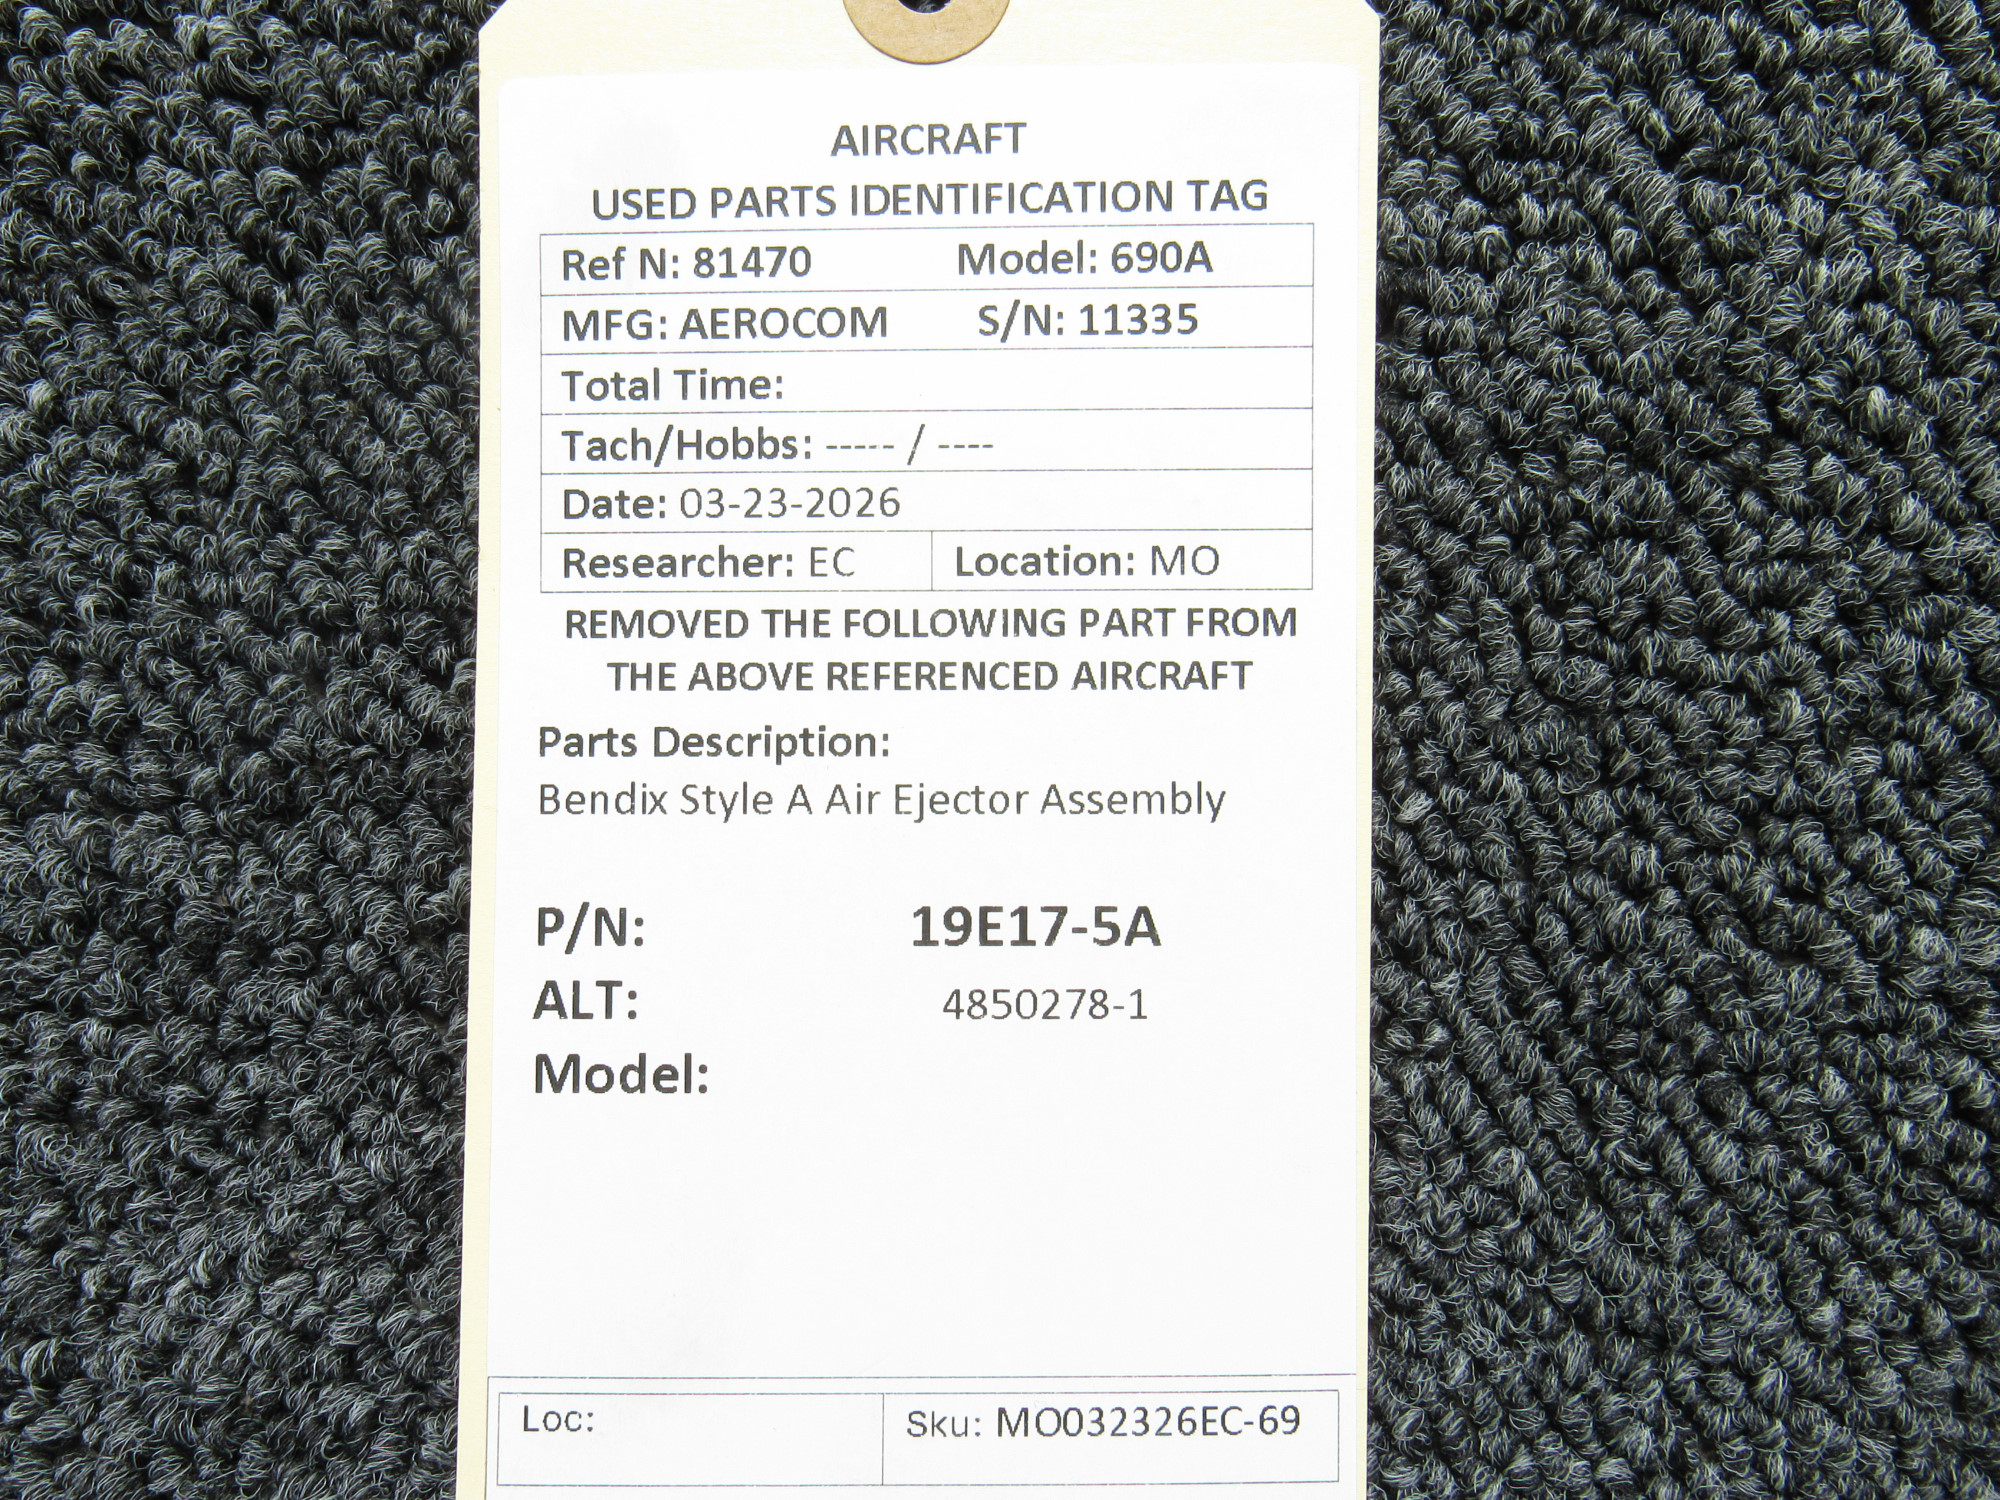 AIRCRAFT
USED PARTS IDENTIFICATION TAG
Ref N: 81470 Model: 690A
MFG: AEROCOM S/N: 11335
Total Time:
Tach/Hobbs: ----- / ----
Date: 03-23-2026
Researcher: EC Location: MO
REMOVED THE FOLLOWING PART FROM
THE ABOVE REFERENCED AIRCRAFT
Parts Description:
Bendix Style A Air Ejector Assembly
P/N: 19E17-5A
ALT: 4850278-1
Model:
Loc: Sku: MO032326EC-69